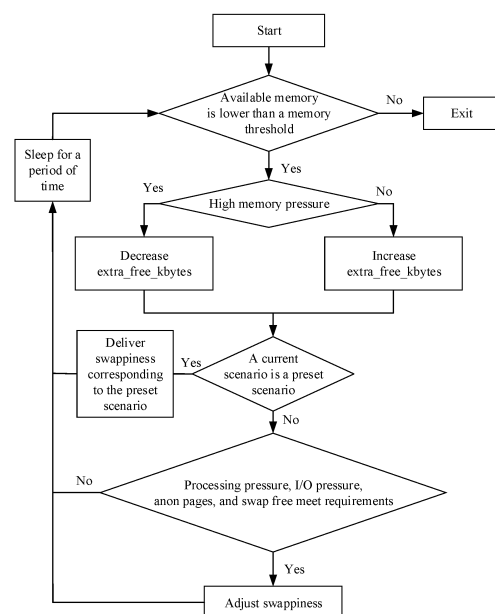 Start
Available memory
is lower than a memory
threshold
No
Exit
Sleep for a
period of
time
Yes
Yes
No
High memory pressure
Decrease
extra_free_kbytes
Increase
extra_free_kbytes
Deliver
swappiness
corresponding
to the preset
scenario
Yes
A current
scenario is a preset
scenario
No
No
Processing pressure, I/O pressure,
anon pages, and swap free meet requirements
Yes
Adjust swappiness